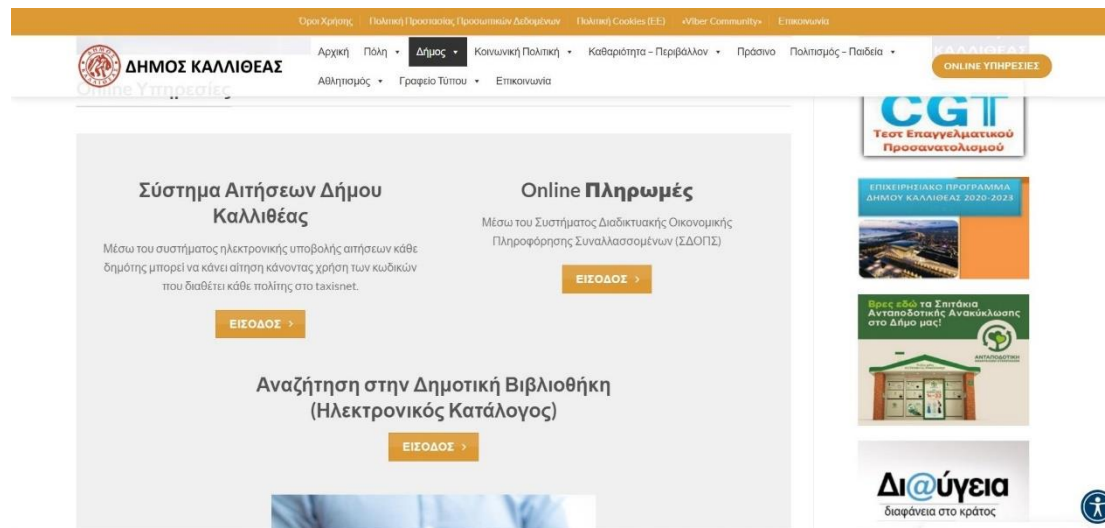 Όροι Χρήσης
Πολιτική Προστασίας Προσωπικών Δεδομένων
Πολιτική Cookies (ΕΕ)
«Viber Community»
Επικοινωνία
ΔΗΜΟΣ ΚΑΛΛΙΘΕΑΣ
Αρχική Πόλη Δήμος Κοινωνική Πολιτική Καθαριότητα – Περιβάλλον Πράσινο Πολιτισμός – Παιδεία
Αθλητισμός Γραφείο Τύπου Επικοινωνία
ΚΑΛΛΙΘΕΑΣ
ONLINE ΥΠΗΡΕΣΙΕΣ
Online Υπηρεσίες
Σύστημα Αιτήσεων Δήμου
Καλλιθέας
Μέσω του συστήματος ηλεκτρονικής υποβολής αιτήσεων κάθε
δημότης μπορεί να κάνει αίτηση κάνοντας χρήση των κωδικών
που διαθέτει κάθε πολίτης στο taxisnet.
ΕΙΣΟΔΟΣ
Online Πληρωμές
Μέσω του Συστήματος Διαδικτυακής Οικονομικής
Πληροφόρησης Συναλλασσομένων (ΣΔΟΠΣ)
ΕΙΣΟΔΟΣ
Αναζήτηση στην Δημοτική Βιβλιοθήκη
(Ηλεκτρονικός Κατάλογος)
ΕΙΣΟΔΟΣ
CGT
Τεστ Επαγγελματικού
Προσανατολισμού
ΕΠΙΧΕΙΡΗΣΙΑΚΟ ΠΡΟΓΡΑΜΜΑ
ΔΗΜΟΥ ΚΑΛΛΙΘΕΑΣ 2020-2023
Βρες εδώ τα Σπιτάκια
Ανταποδοτικής Ανακύκλωσης
στο Δήμο μας!
ΑΝΤΑΠΟΔΟΤΙΚΗ
Δι@ύγεια
διαφάνεια στο κράτος